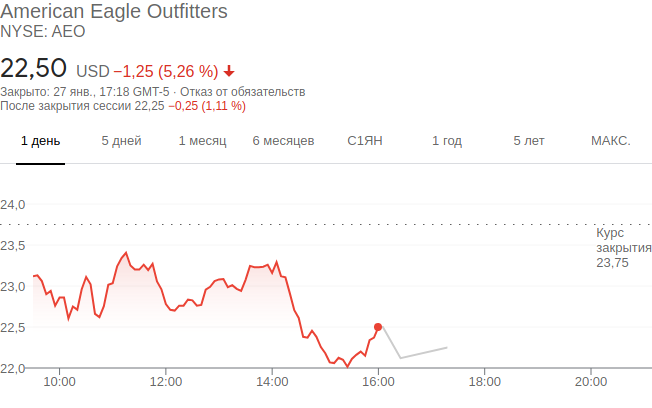 American Eagle Outfitters
NYSE: AEO
22,50 USD −1,25 (5,26 %)
Закрыто: 27 янв., 17:18 GMT-5 · Отказ от обязательств
После закрытия сессии 22,25 −0,25 (1,11 %)
1 день 5 дней 1 месяц 6 месяцев С1ЯН 1 год 5 лет МАКС.
24,0
Курс
23,5 закрытия
23,75
23,0
22,5
22,0
10:00 12:00 14:00 16:00 18:00 20:00